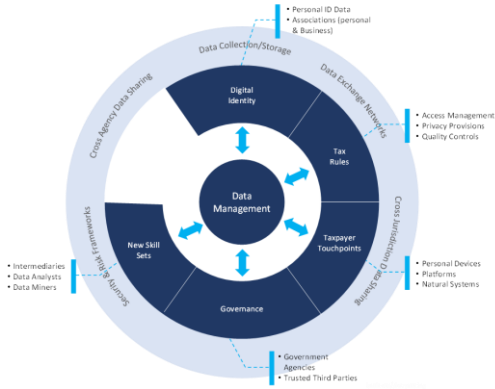 • Personal ID Data
• Associations (personal
& Business)
Data Collection/Storage
Data Exchange Networks
Cross Agency Data Sharing
Digital
Identity
• Access Management
• Privacy Provisions
• Quality Controls
Tax
Rules
Data
Management
Cross Jurisdiction Data Sharing
Security & Risk Frameworks
New Skill
Sets
Taxpayer
Touchpoints
• Personal Devices
• Platforms
• Natural Systems
• Intermediaries
• Data Analysts
• Data Miners
Governance
• Government
Agencies
• Trusted Third Parties